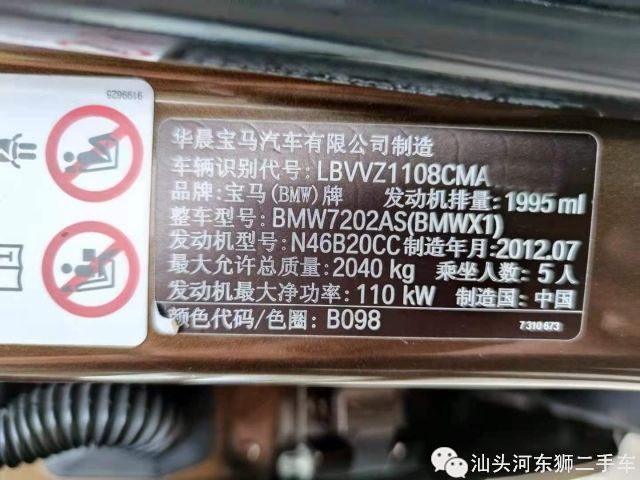 9199625
华晨宝马汽车有限公司制造
车辆识别代号: LBVVZ1108CMA
品牌: 宝马(BMW)牌 发动机排量: 1995 ml
整车型号: BMW7202AS(BMWX1)
发动机型号: N46B20CC 制造年月: 2012.07
最大允许总质量: 2040 kg 乘坐人数: 5人
发动机最大净功率: 110 kW 制造国: 中国
颜色代码/色圈: B098
7 310 673
汕头河东狮二手车